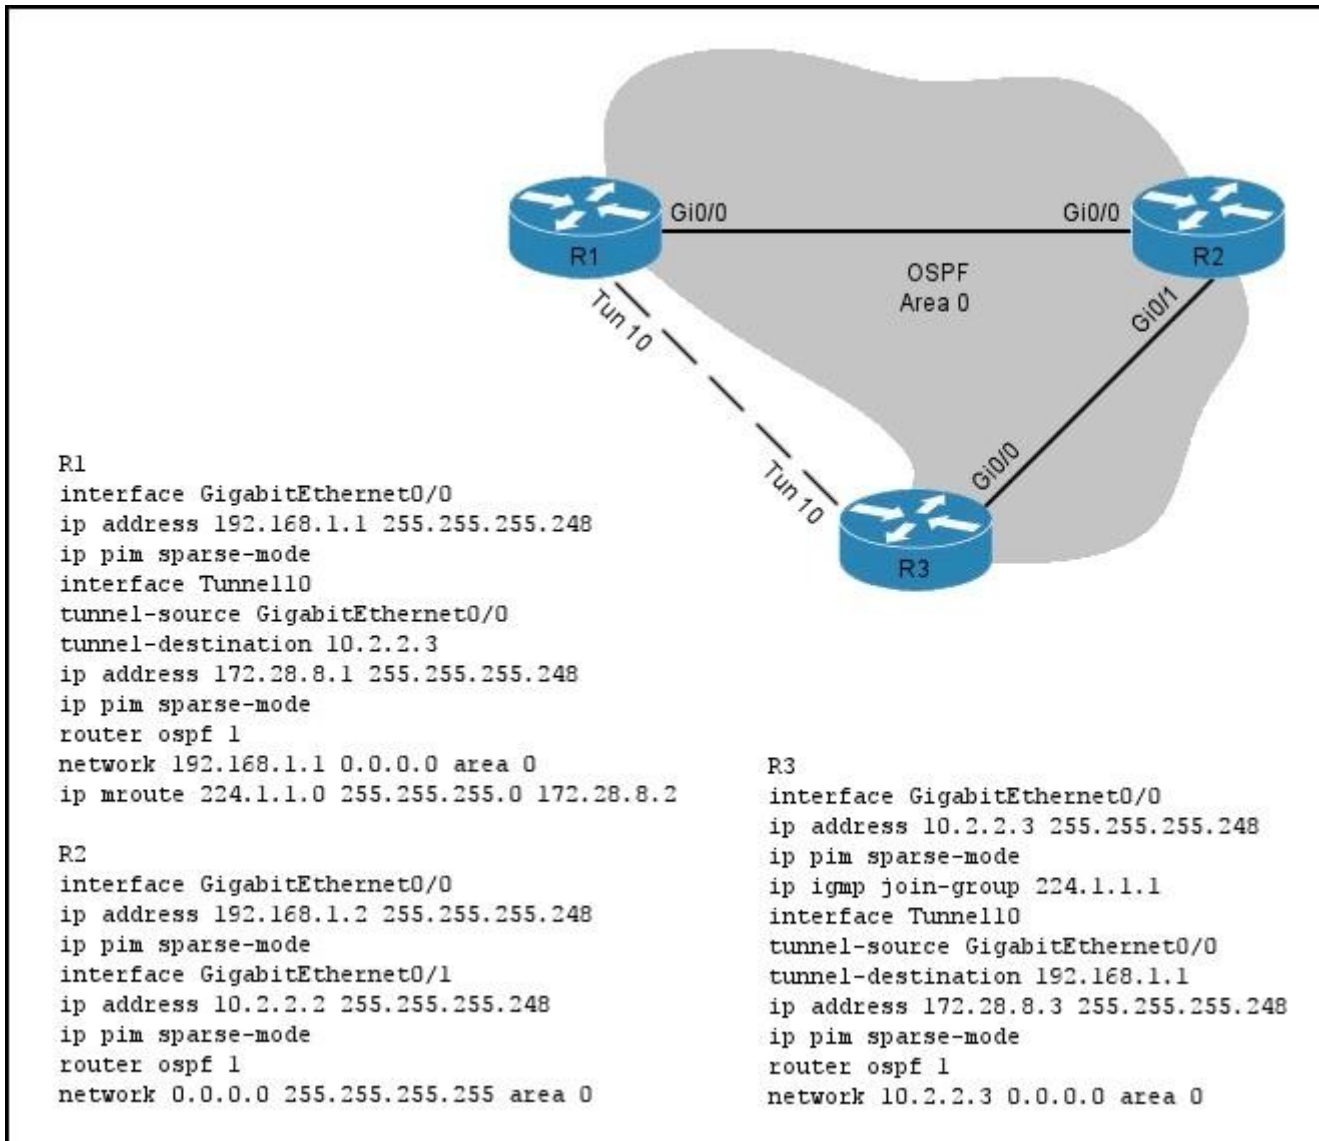 Gi0/0
Gi0/0
R1
R2
OSPF
Area 0
Tun 10
Gi0/1
Tun 10
Gi0/0
R3
R1
interface GigabitEthernet0/0
ip address 192.168.1.1 255.255.255.248
ip pim sparse-mode
interface Tunnel10
tunnel-source GigabitEthernet0/0
tunnel-destination 10.2.2.3
ip address 172.28.8.1 255.255.255.248
ip pim sparse-mode
router ospf 1
network 192.168.1.1 0.0.0.0 area 0
ip mroute 224.1.1.0 255.255.255.0 172.28.8.2
R2
interface GigabitEthernet0/0
ip address 192.168.1.2 255.255.255.248
ip pim sparse-mode
interface GigabitEthernet0/1
ip address 10.2.2.2 255.255.255.248
ip pim sparse-mode
router ospf 1
network 0.0.0.0 255.255.255.255 area 0
R3
interface GigabitEthernet0/0
ip address 10.2.2.3 255.255.255.248
ip pim sparse-mode
ip igmp join-group 224.1.1.1
interface Tunnel10
tunnel-source GigabitEthernet0/0
tunnel-destination 192.168.1.1
ip address 172.28.8.3 255.255.255.248
ip pim sparse-mode
router ospf 1
network 10.2.2.3 0.0.0.0 area 0